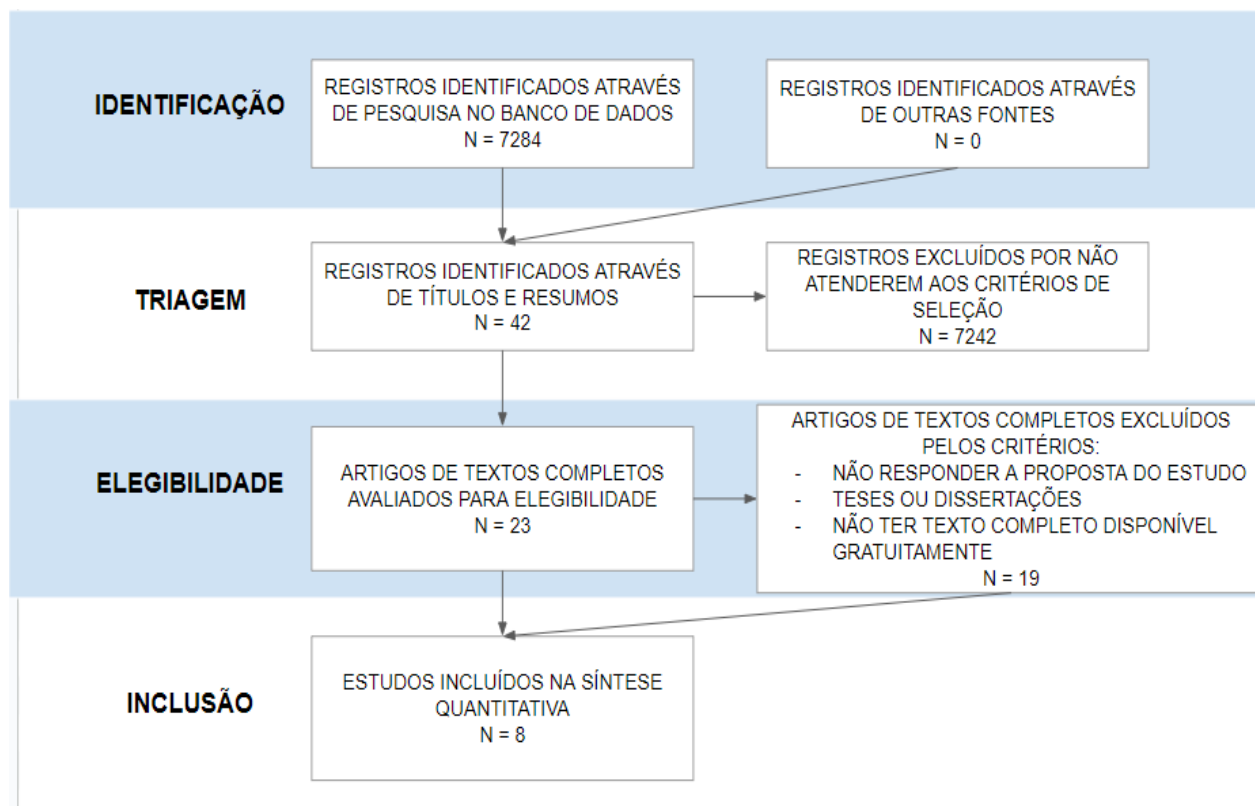 IDENTIFICAÇÃO
REGISTROS IDENTIFICADOS ATRAVÉS
DE PESQUISA NO BANCO DE DADOS
N = 7284
REGISTROS IDENTIFICADOS ATRAVÉS
DE OUTRAS FONTES
N = 0
TRIAGEM
REGISTROS IDENTIFICADOS ATRAVÉS
DE TÍTULOS E RESUMOS
N = 42
REGISTROS EXCLUÍDOS POR NÃO
ATENDEREM AOS CRITÉRIOS DE
SELEÇÃO
N = 7242
ELEGIBILIDADE
ARTIGOS DE TEXTOS COMPLETOS
AVALIADOS PARA ELEGIBILIDADE
N = 23
ARTIGOS DE TEXTOS COMPLETOS EXCLUÍDOS
PELOS CRITÉRIOS:
- NÃO RESPONDER A PROPOSTA DO ESTUDO
- TESES OU DISSERTAÇÕES
- NÃO TER TEXTO COMPLETO DISPONÍVEL
GRATUITAMENTE
N = 19
INCLUSÃO
ESTUDOS INCLUÍDOS NA SÍNTESE
QUANTITATIVA
N = 8